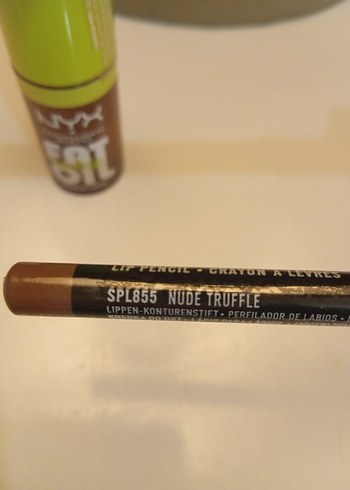 NYX
FAT
OIL
LIP PENCIL • CRAYON À LÈVRES
SPL855 NUDE TRUFFLE
LIPPEN-KONTURENSTIFT • PERFILADOR DE LABIOS •